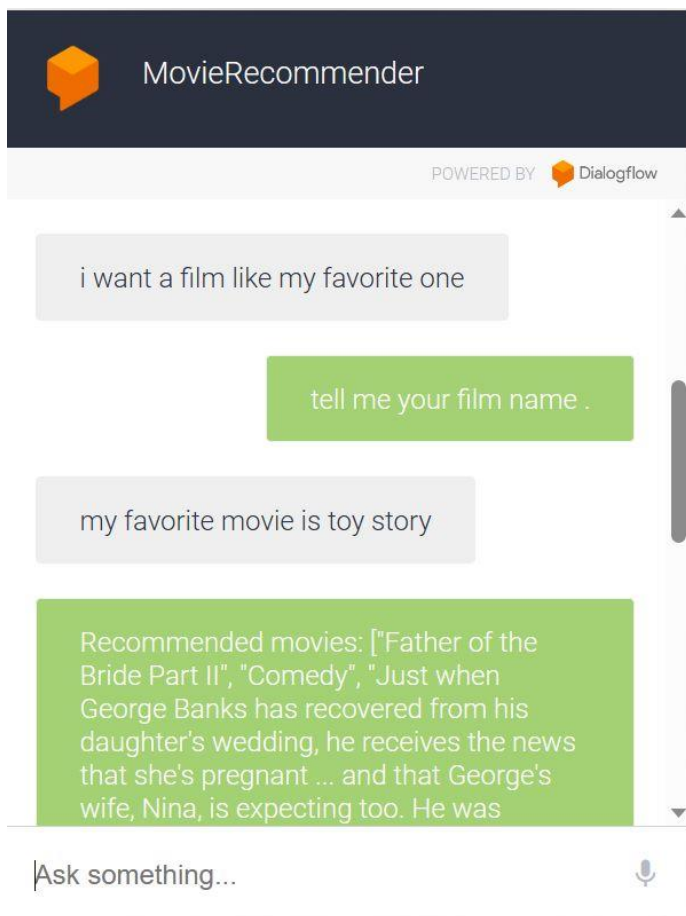 MovieRecommender
POWERED BY Dialogflow
i want a film like my favorite one
tell me your film name .
my favorite movie is toy story
Recommended movies: ["Father of the
Bride Part II", "Comedy", "Just when
George Banks has recovered from his
daughter's wedding, he receives the news
that she's pregnant ... and that George's
wife, Nina, is expecting too. He was
Ask something...